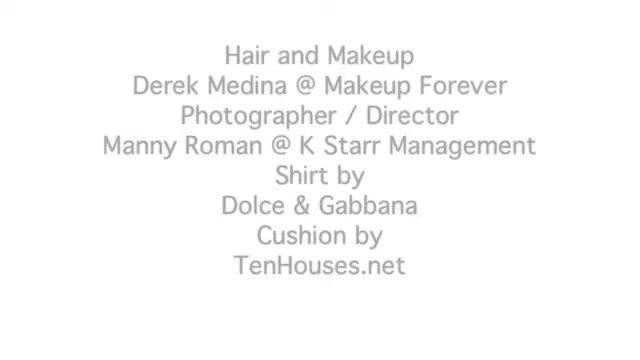 Hair and Makeup
Derek Medina @ Makeup Forever
Photographer / Director
Manny Roman @ K Starr Management
Shirt by
Dolce & Gabbana
Cushion by
TenHouses.net